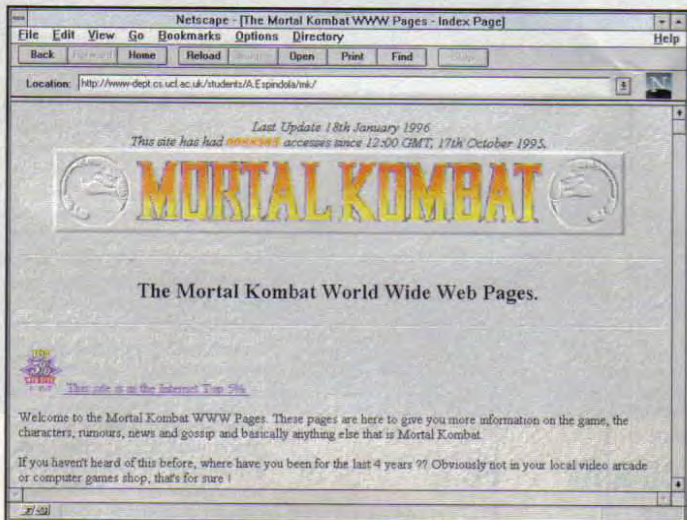 Netscape - [The Mortal Kombat WWW Pages - Index Page]
File Edit View Go Bookmarks Options Directory Help
Back Forward Home Reload Open Print Find Stop
Location: http://www-dept.cs.ucl.ac.uk/students/A.Espindola/mk/
N
Last Update 18th January 1996
This site has had accesses since 12:00 GMT, 17th October 1995.
MORTAL KOMBAT
The Mortal Kombat World Wide Web Pages.
TOP
5%
This site is in the Internet Top 5%
Welcome to the Mortal Kombat WWW Pages. These pages are here to give you more information on the game, the
characters, rumours, news and gossip and basically anything else that is Mortal Kombat.
If you haven't heard of this before, where have you been for the last 4 years ?? Obviously not in your local video arcade
or computer games shop, that's for sure !